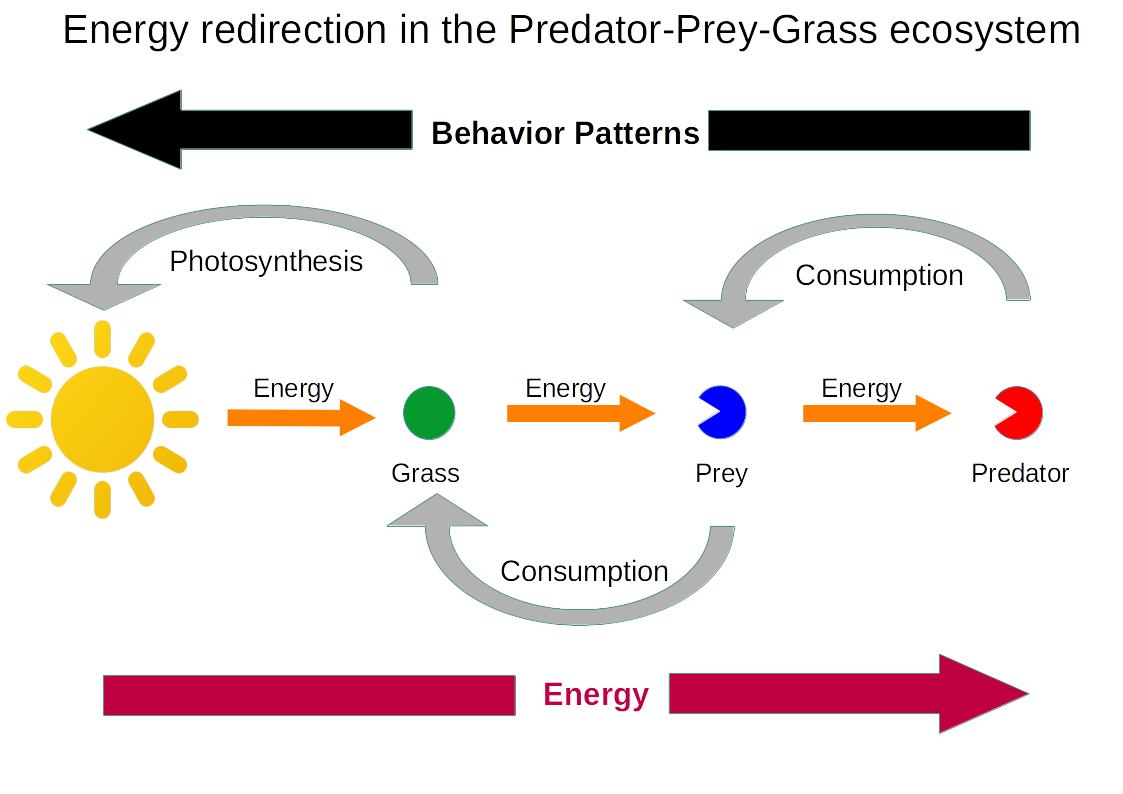 Energy redirection in the Predator-Prey-Grass ecosystem
Behavior Patterns
Photosynthesis
Consumption
Energy
Energy
Energy
Grass
Prey
Predator
Consumption
Energy